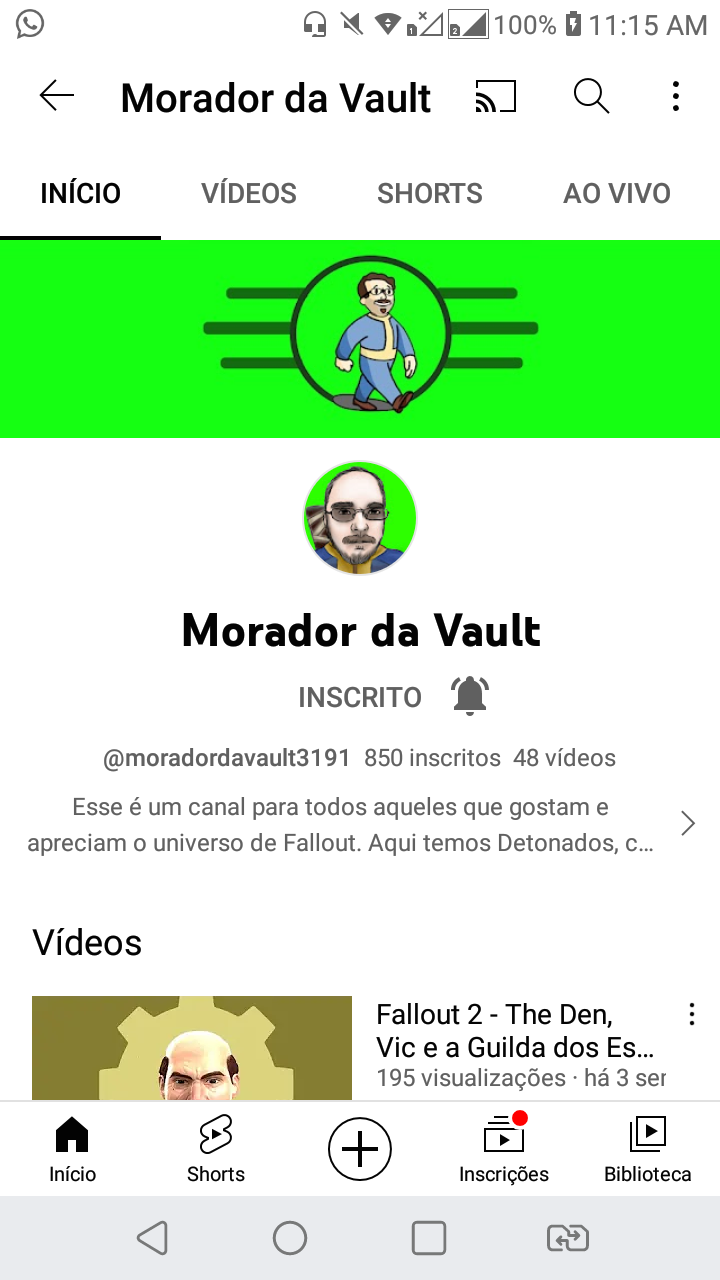 100% 11:15 AM
Morador da Vault
INÍCIO VÍDEOS SHORTS AO VIVO
Morador da Vault
INSCRITO
@moradordavault3191 850 inscritos 48 vídeos
Esse é um canal para todos aqueles que gostam e
apreciam o universo de Fallout. Aqui temos Detonados, c...
Vídeos
Fallout 2 - The Den,
Vic e a Guilda dos Es...
195 visualizações · há 3 ser
Início Shorts Inscrições Biblioteca